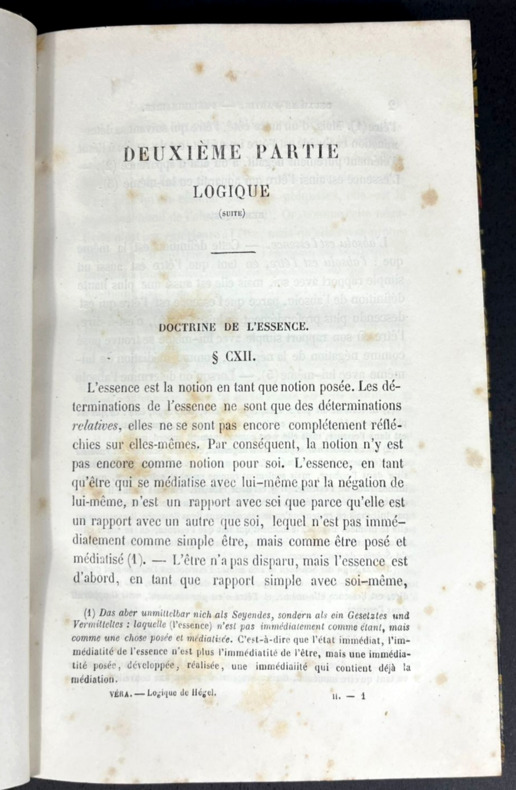 DEUXIÈME PARTIE
LOGIQUE
(SUITE)
DOCTRINE DE L'ESSENCE.
§ CXII.
L'essence est la notion en tant que notion posée. Les dé-
terminations de l'essence ne sont que des déterminations
relatives, elles ne se sont pas encore complétement réflé-
chies sur elles-mêmes. Par conséquent, la notion n'y est
pas encore comme notion pour soi. L'essence, en tant
qu'être qui se médiatise avec lui-même par la négation de
lui-même, n'est un rapport avec soi que parce qu'elle est
un rapport avec un autre que soi, lequel n'est pas immé-
diatement comme simple être, mais comme être posé et
médiatisé (1). — L'être n'a pas disparu, mais l'essence est
d'abord, en tant que rapport simple avec soi-même,
(1) Das aber unmittelbar nich als Seyendes, sondern als ein Gesetztes und
Vermitteltes : laquelle (l'essence) n'est pas immédiatement comme étant, mais
comme une chose posée et médiatisée. C'est-à-dire que l'état immédiat, l'im-
médiatité de l'essence n'est plus l'immédiatité de l'être, mais une immédia-
tité posée, développée, réalisée, une immédiatité qui contient déjà la
médiation.
VÉRA. — Logique de Hégel. II. — 1